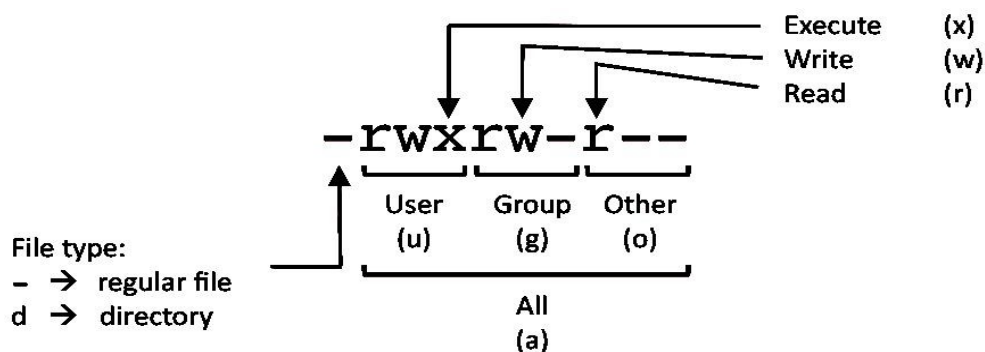 Execute (x)
Write (w)
Read (r)
-rwxrw-r--
User Group Other
(u) (g) (o)
File type:
- → regular file
d → directory
All
(a)